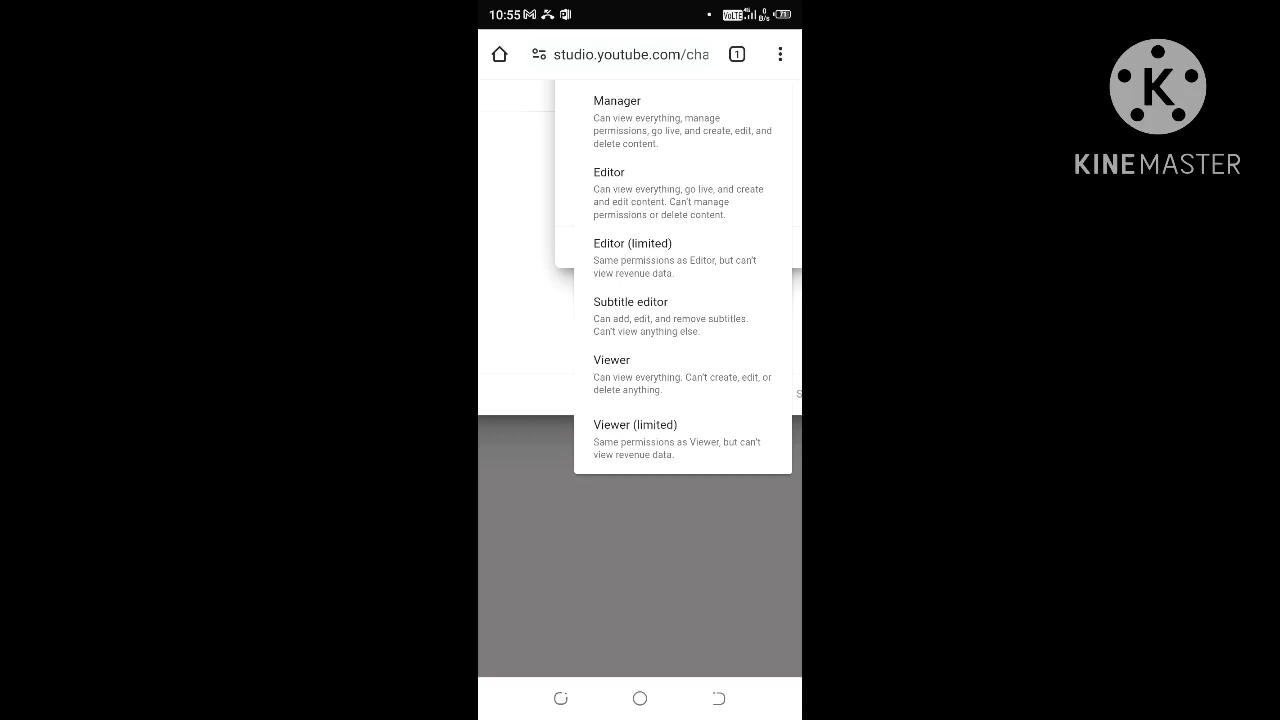 10:55
VoLTE 4G 0 B/s 71
studio.youtube.com/cha
1
K
KINEMASTER
Manager
Can view everything, manage
permissions, go live, and create, edit, and
delete content.
Editor
Can view everything, go live, and create
and edit content. Can't manage
permissions or delete content.
Editor (limited)
Same permissions as Editor, but can't
view revenue data.
Subtitle editor
Can add, edit, and remove subtitles.
Can't view anything else.
Viewer
Can view everything. Can't create, edit, or
delete anything.
S
Viewer (limited)
Same permissions as Viewer, but can't
view revenue data.